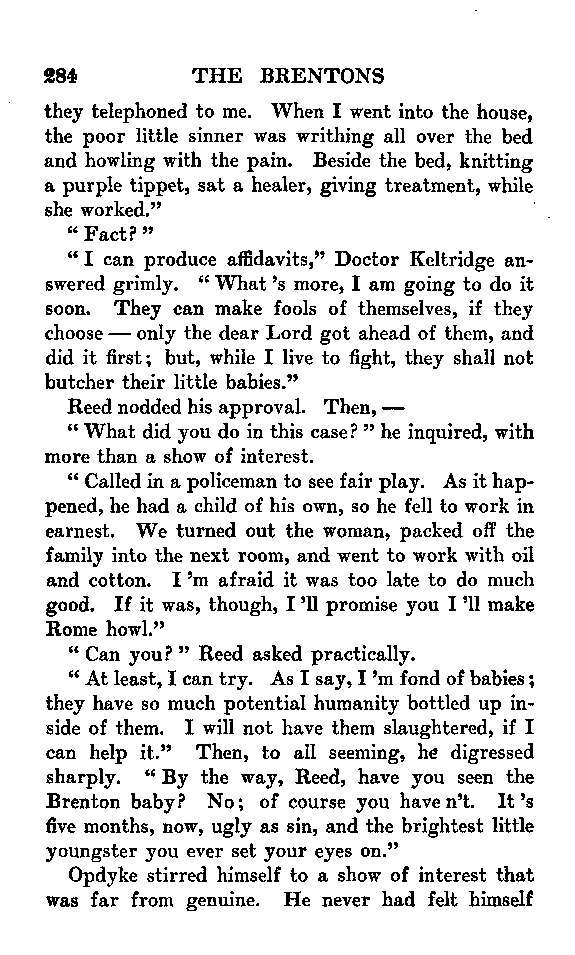 284 THE BRENTONS
they telephoned to me. When I went into the house,
the poor little sinner was writhing all over the bed
and howling with the pain. Beside the bed, knitting
a purple tippet, sat a healer, giving treatment, while
she worked.”
“ Fact? ”
“ I can produce affidavits,” Doctor Keltridge an-
swered grimly. “ What 's more, I am going to do it
soon. They can make fools of themselves, if they
choose — only the dear Lord got ahead of them, and
did it first; but, while I live to fight, they shall not
butcher their little babies.”
Reed nodded his approval. Then, —
“ What did you do in this case? ” he inquired, with
more than a show of interest.
“ Called in a policeman to see fair play. As it hap-
pened, he had a child of his own, so he fell to work in
earnest. We turned out the woman, packed off the
family into the next room, and went to work with oil
and cotton. I 'm afraid it was too late to do much
good. If it was, though, I 'll promise you I 'll make
Rome howl.”
“ Can you? ” Reed asked practically.
“ At least, I can try. As I say, I 'm fond of babies;
they have so much potential humanity bottled up in-
side of them. I will not have them slaughtered, if I
can help it.” Then, to all seeming, he digressed
sharply. “ By the way, Reed, have you seen the
Brenton baby? No; of course you have n't. It 's
five months, now, ugly as sin, and the brightest little
youngster you ever set your eyes on.”
Opdyke stirred himself to a show of interest that
was far from genuine. He never had felt himself